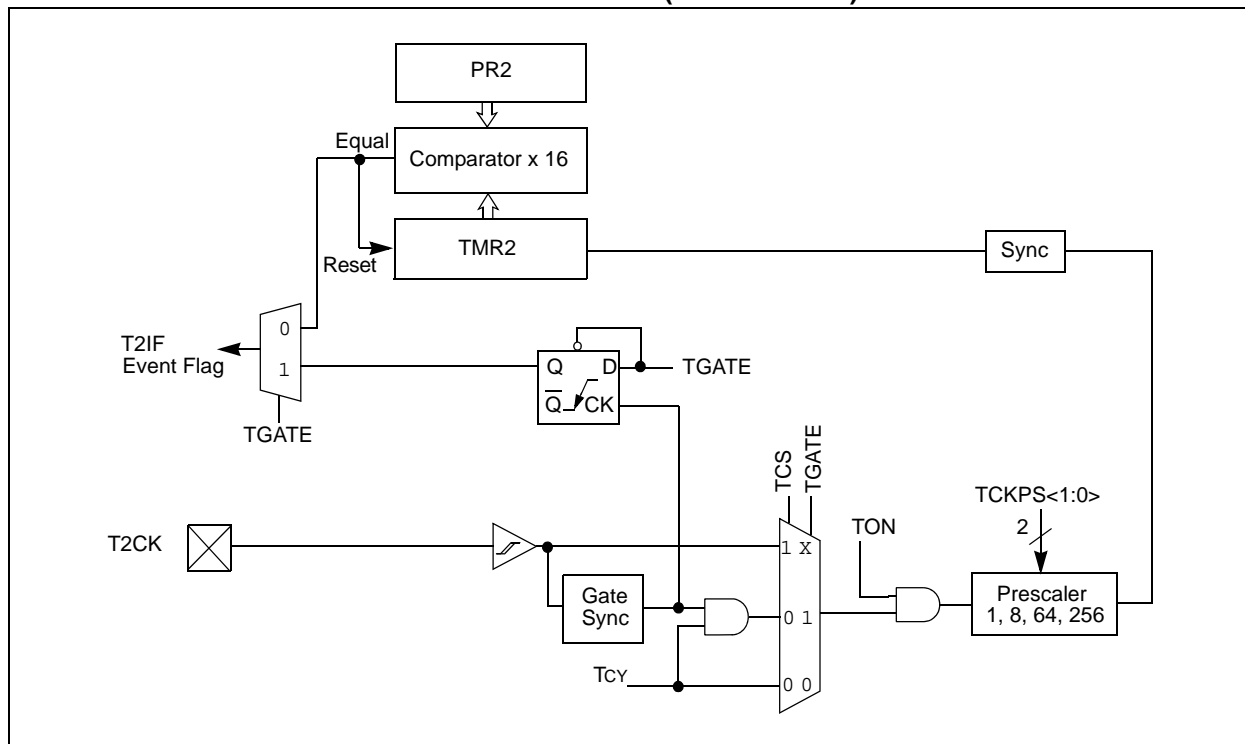 PR2
Equal
Comparator x 16
TMR2
Reset
Sync
0
T2IF
Event Flag
1
Q
D
TGATE
Q
CK
TGATE
TCS
TGATE
TCKPS<1:0>
2
TON
T2CK
1 X
Gate
Sync
0 1
Prescaler
1, 8, 64, 256
TCY
0 0